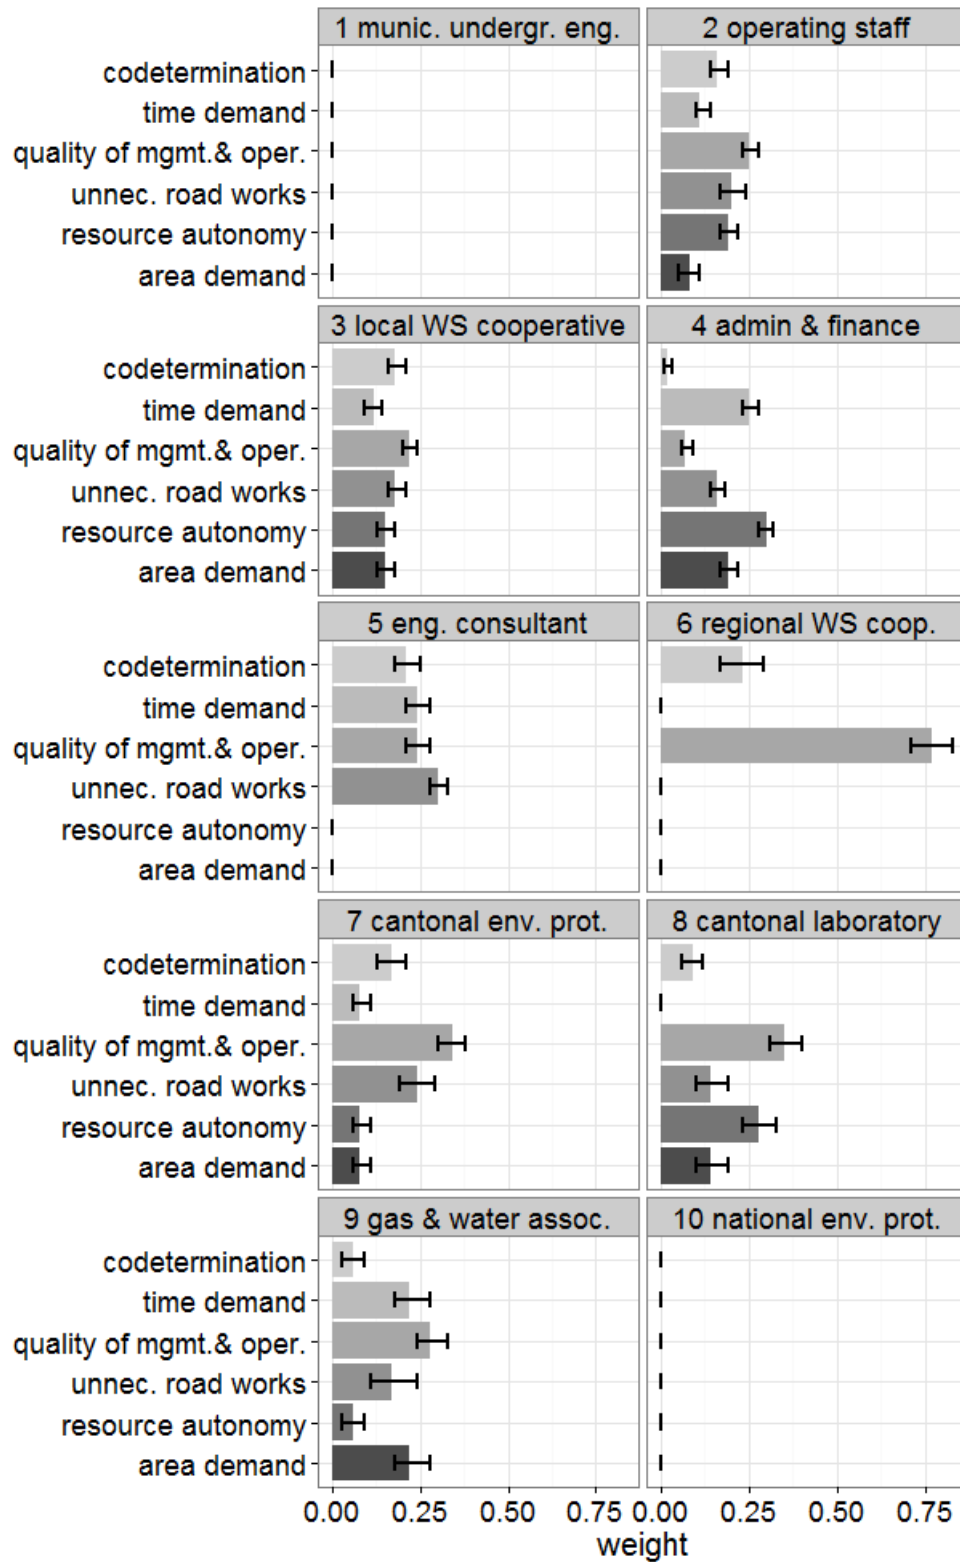 1 munic. undergr. eng.
2 operating staff
codetermination
time demand
quality of mgmt.& oper.
unnec. road works
resource autonomy
area demand
3 local WS cooperative
4 admin & finance
codetermination
time demand
quality of mgmt.& oper.
unnec. road works
resource autonomy
area demand
5 eng. consultant
6 regional WS coop.
codetermination
time demand
quality of mgmt.& oper.
unnec. road works
resource autonomy
area demand
7 cantonal env. prot.
8 cantonal laboratory
codetermination
time demand
quality of mgmt.& oper.
unnec. road works
resource autonomy
area demand
9 gas & water assoc.
10 national env. prot.
codetermination
time demand
quality of mgmt.& oper.
unnec. road works
resource autonomy
area demand
0.00 0.25 0.50 0.75 0.00 0.25 0.50 0.75
weight